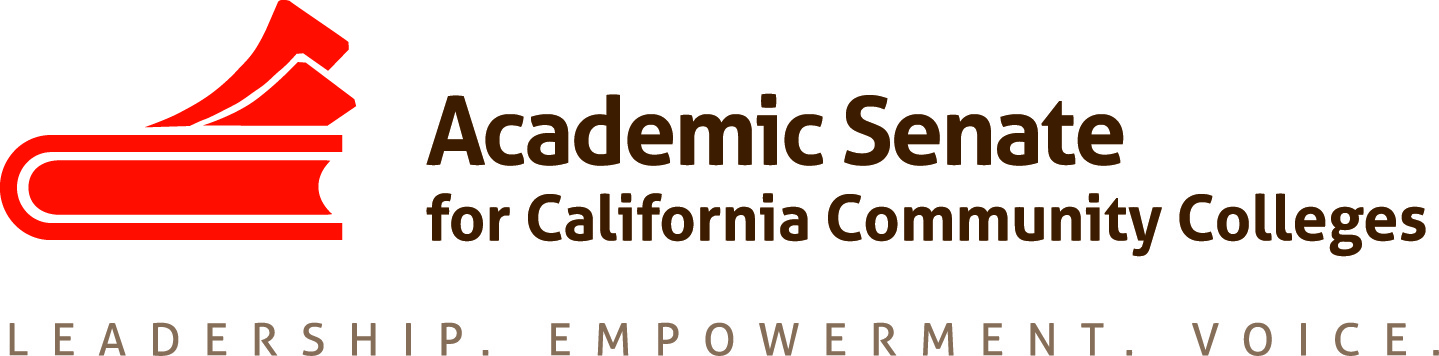 Academic Senate
for California Community Colleges
LEADERSHIP. EMPOWERMENT. VOICE.